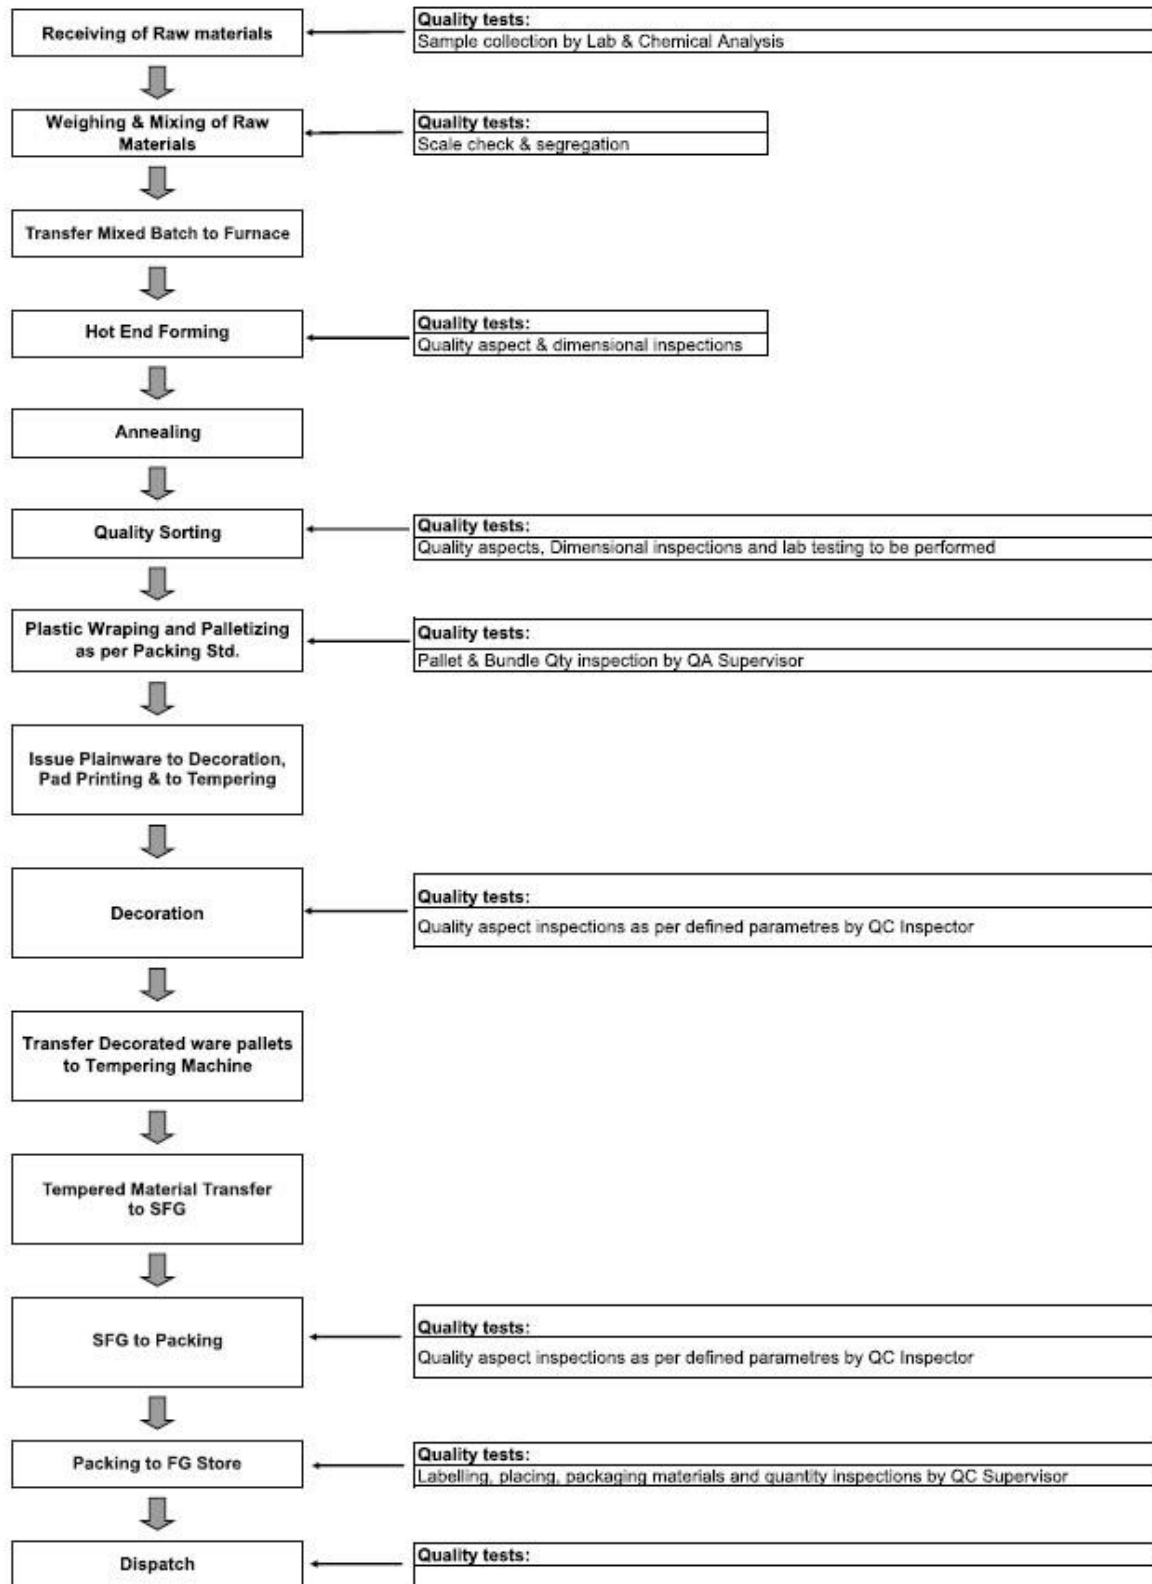 Receiving of Raw materials
Quality tests:
Sample collection by Lab & Chemical Analysis
Weighing & Mixing of Raw
Materials
Quality tests:
Scale check & segregation
Transfer Mixed Batch to Furnace
Hot End Forming
Quality tests:
Quality aspect & dimensional inspections
Annealing
Quality Sorting
Quality tests:
Quality aspects, Dimensional inspections and lab testing to be performed
Plastic Wraping and Palletizing
as per Packing Std.
Quality tests:
Pallet & Bundle Qty inspection by QA Supervisor
Issue Plainware to Decoration,
Pad Printing & to Tempering
Decoration
Quality tests:
Quality aspect inspections as per defined parametres by QC Inspector
Transfer Decorated ware pallets
to Tempering Machine
Tempered Material Transfer
to SFG
SFG to Packing
Quality tests:
Quality aspect inspections as per defined parametres by QC Inspector
Packing to FG Store
Quality tests:
Labelling, placing, packaging materials and quantity inspections by QC Supervisor
Dispatch
Quality tests: